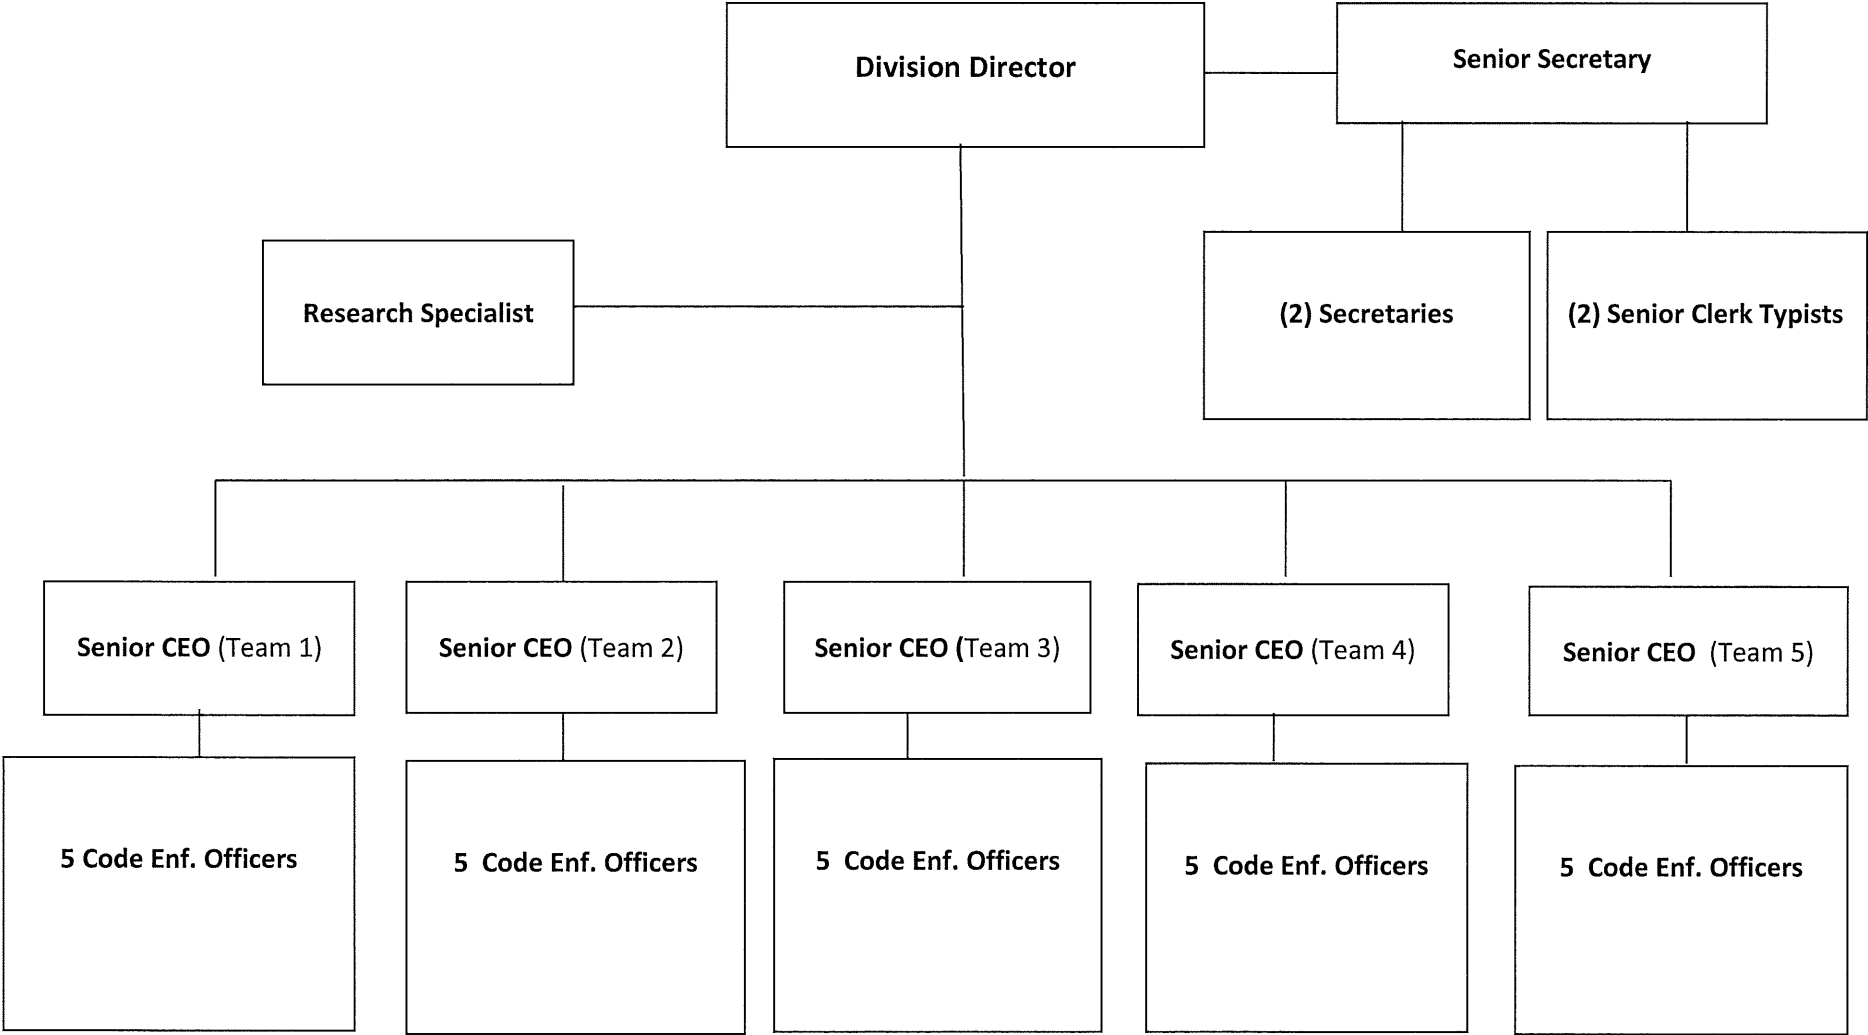 Division Director
Senior Secretary
Research Specialist
(2) Secretaries
(2) Senior Clerk Typists
Senior CEO (Team 1)
Senior CEO (Team 2)
Senior CEO (Team 3)
Senior CEO (Team 4)
Senior CEO (Team 5)
5 Code Enf. Officers
5 Code Enf. Officers
5 Code Enf. Officers
5 Code Enf. Officers
5 Code Enf. Officers